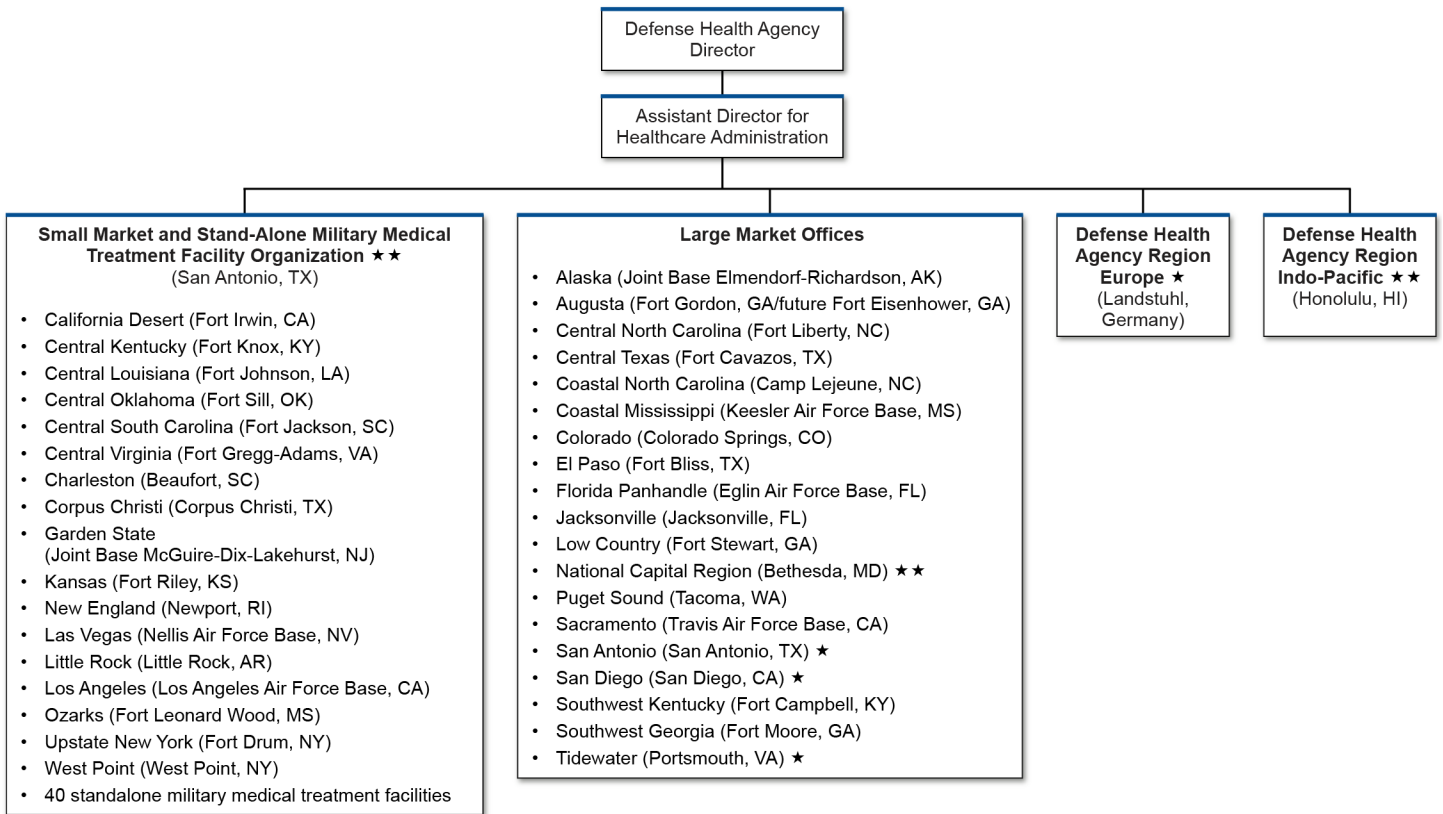 Defense Health Agency
Director
Assistant Director for
Healthcare Administration
Small Market and Stand-Alone Military Medical
Treatment Facility Organization ★★
(San Antonio, TX)
• California Desert (Fort Irwin, CA)
• Central Kentucky (Fort Knox, KY)
• Central Louisiana (Fort Johnson, LA)
• Central Oklahoma (Fort Sill, OK)
• Central South Carolina (Fort Jackson, SC)
• Central Virginia (Fort Gregg-Adams, VA)
• Charleston (Beaufort, SC)
• Corpus Christi (Corpus Christi, TX)
• Garden State
(Joint Base McGuire-Dix-Lakehurst, NJ)
• Kansas (Fort Riley, KS)
• New England (Newport, RI)
• Las Vegas (Nellis Air Force Base, NV)
• Little Rock (Little Rock, AR)
• Los Angeles (Los Angeles Air Force Base, CA)
• Ozarks (Fort Leonard Wood, MS)
• Upstate New York (Fort Drum, NY)
• West Point (West Point, NY)
• 40 standalone military medical treatment facilities
Large Market Offices
• Alaska (Joint Base Elmendorf-Richardson, AK)
• Augusta (Fort Gordon, GA/future Fort Eisenhower, GA)
• Central North Carolina (Fort Liberty, NC)
• Central Texas (Fort Cavazos, TX)
• Coastal North Carolina (Camp Lejeune, NC)
• Coastal Mississippi (Keesler Air Force Base, MS)
• Colorado (Colorado Springs, CO)
• El Paso (Fort Bliss, TX)
• Florida Panhandle (Eglin Air Force Base, FL)
• Jacksonville (Jacksonville, FL)
• Low Country (Fort Stewart, GA)
• National Capital Region (Bethesda, MD) ★★
• Puget Sound (Tacoma, WA)
• Sacramento (Travis Air Force Base, CA)
• San Antonio (San Antonio, TX) ★
• San Diego (San Diego, CA) ★
• Southwest Kentucky (Fort Campbell, KY)
• Southwest Georgia (Fort Moore, GA)
• Tidewater (Portsmouth, VA) ★
Defense Health
Agency Region
Europe ★
(Landstuhl,
Germany)
Defense Health
Agency Region
Indo-Pacific ★★
(Honolulu, HI)